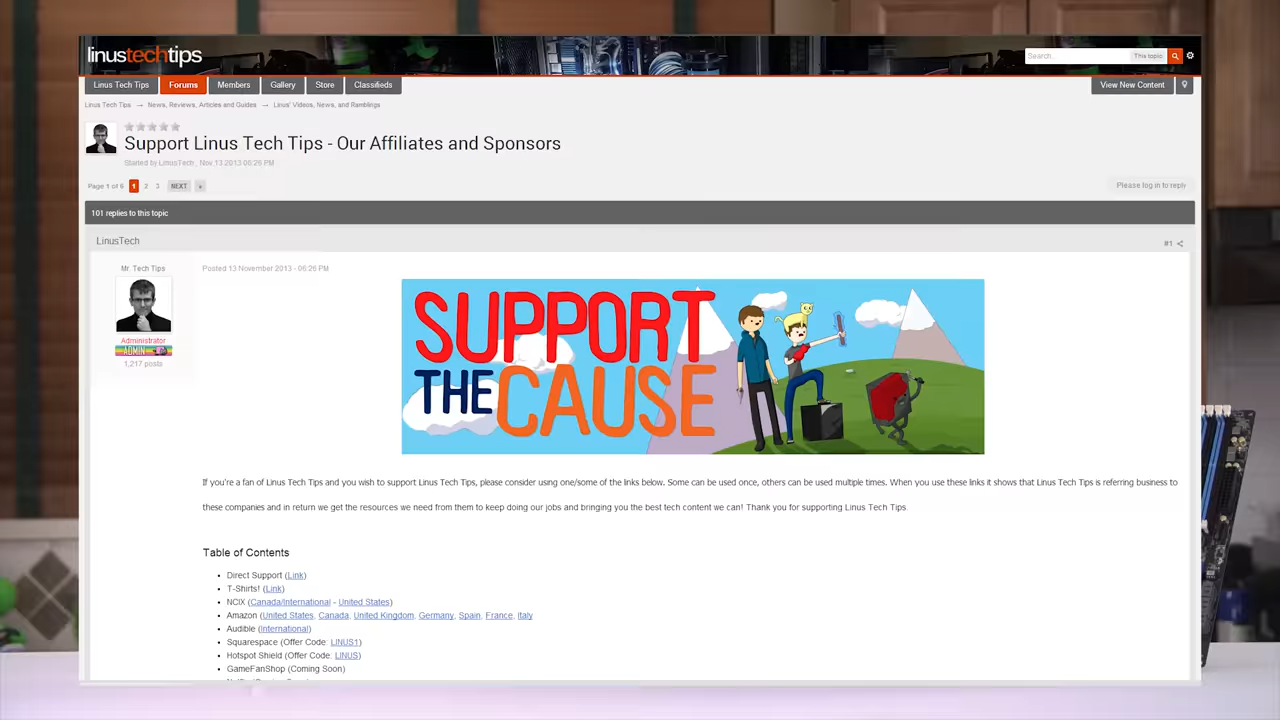 linustechtips
Search... This topic
Linus Tech Tips Forums Members Gallery Store Classifieds View New Content
Linus Tech Tips → News, Reviews, Articles and Guides → Linus' Videos, News, and Ramblings
Support Linus Tech Tips - Our Affiliates and Sponsors
Started by LinusTech, Nov 13 2013 06:26 PM
Page 1 of 6 1 2 3 NEXT »
Please log in to reply
101 replies to this topic
LinusTech
#1
Mr. Tech Tips
Posted 13 November 2013 - 06:26 PM
Administrator
ADMIN
1,217 posts
SUPPORT
THE CAUSE
If you're a fan of Linus Tech Tips and you wish to support Linus Tech Tips, please consider using one/some of the links below. Some can be used once, others can be used multiple times. When you use these links it shows that Linus Tech Tips is referring business to
these companies and in return we get the resources we need from them to keep doing our jobs and bringing you the best tech content we can! Thank you for supporting Linus Tech Tips.
Table of Contents
• Direct Support (Link)
• T-Shirts! (Link)
• NCIX (Canada/International - United States)
• Amazon (United States, Canada, United Kingdom, Germany, Spain, France, Italy
• Audible (International)
• Squarespace (Offer Code: LINUS1)
• Hotspot Shield (Offer Code: LINUS)
• GameFanShop (Coming Soon)